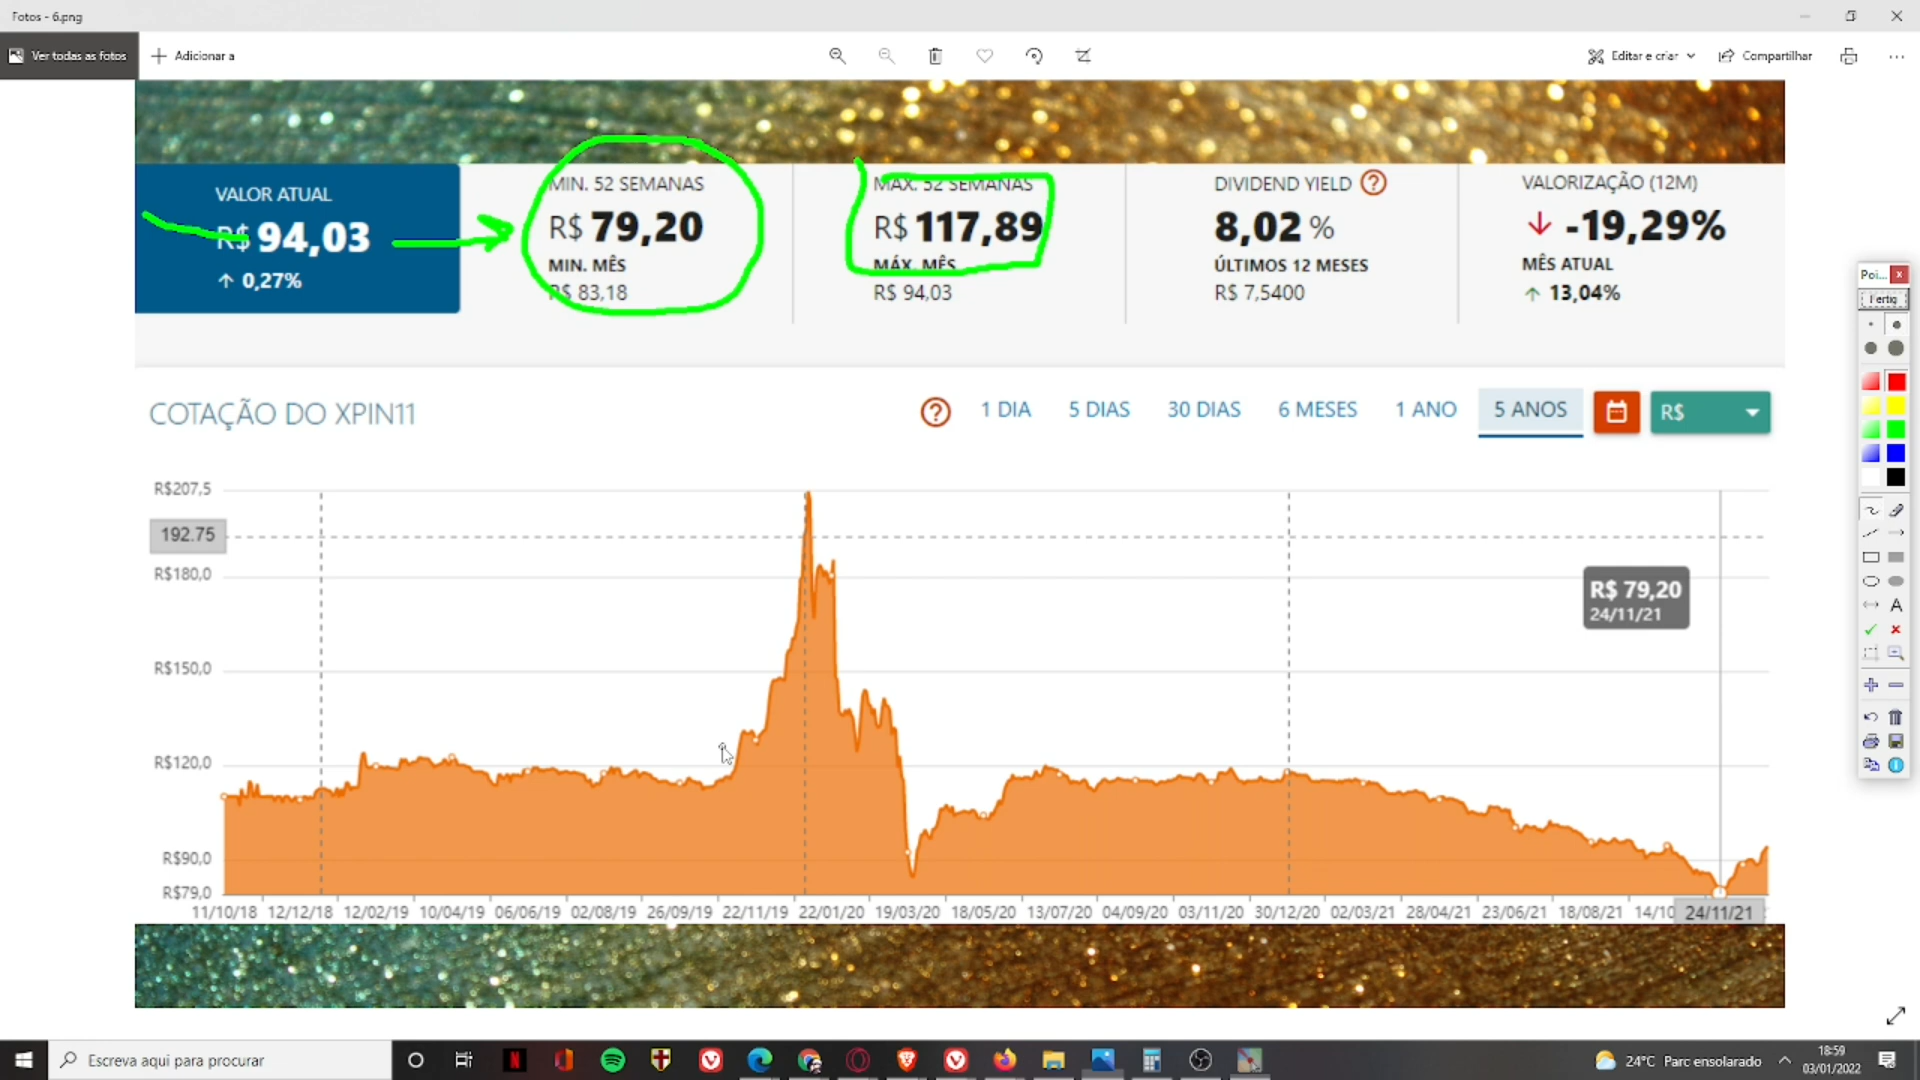 Fotos - 6.png
Ver todas as fotos
Adicionar a
Editar e criar
Compartilhar
VALOR ATUAL
R$ 94,03
0,27%
MIN. 52 SEMANAS
R$ 79,20
MIN. MÊS
R$ 83,18
MÁX. 52 SEMANAS
R$ 117,89
MÁX. MÊS
R$ 94,03
DIVIDEND YIELD ?
8,02 %
ÚLTIMOS 12 MESES
R$ 7,5400
VALORIZAÇÃO (12M)
-19,29%
MÊS ATUAL
13,04%
Poi...
Fertig
COTAÇÃO DO XPIN11
? 1 DIA 5 DIAS 30 DIAS 6 MESES 1 ANO 5 ANOS R$
R$207,5
192.75
R$180,0
R$ 79,20
24/11/21
R$150,0
R$120,0
R$90,0
R$79,0
11/10/18 12/12/18 12/02/19 10/04/19 06/06/19 02/08/19 26/09/19 22/11/19 22/01/20 19/03/20 18/05/20 13/07/20 04/09/20 03/11/20 30/12/20 02/03/21 28/04/21 23/06/21 18/08/21 14/10 24/11/21
Escreva aqui para procurar
24°C Parc ensolarado
18:59
03/01/2022